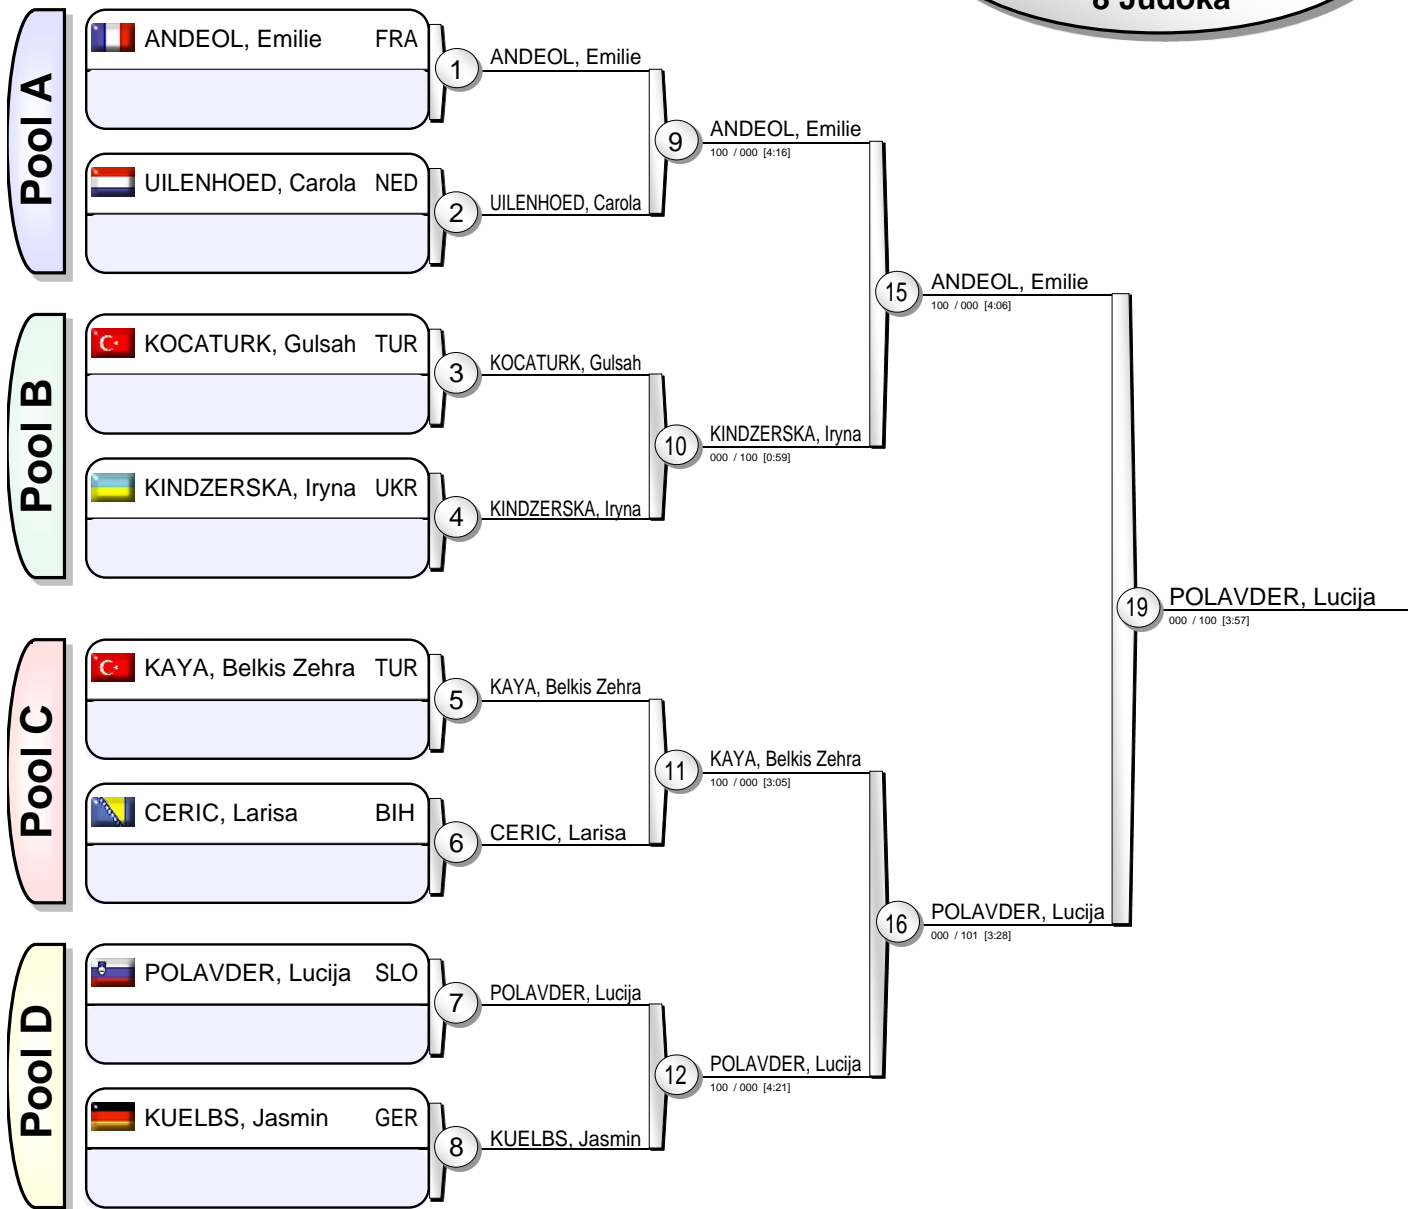 8 Judoka
Pool A
ANDEOL, Emilie FRA
1
ANDEOL, Emilie
UILENHOED, Carola NED
2
UILENHOED, Carola
9
ANDEOL, Emilie
100 / 000 [4:16]
Pool B
KOCATURK, Gulsah TUR
3
KOCATURK, Gulsah
KINDZERSKA, Iryna UKR
4
KINDZERSKA, Iryna
10
KINDZERSKA, Iryna
000 / 100 [0:59]
15
ANDEOL, Emilie
100 / 000 [4:06]
Pool C
KAYA, Belkis Zehra TUR
5
KAYA, Belkis Zehra
CERIC, Larisa BIH
6
CERIC, Larisa
11
KAYA, Belkis Zehra
100 / 000 [3:05]
Pool D
POLAVDER, Lucija SLO
7
POLAVDER, Lucija
KUELBS, Jasmin GER
8
KUELBS, Jasmin
12
POLAVDER, Lucija
100 / 000 [4:21]
16
POLAVDER, Lucija
000 / 101 [3:28]
19
POLAVDER, Lucija
000 / 100 [3:57]